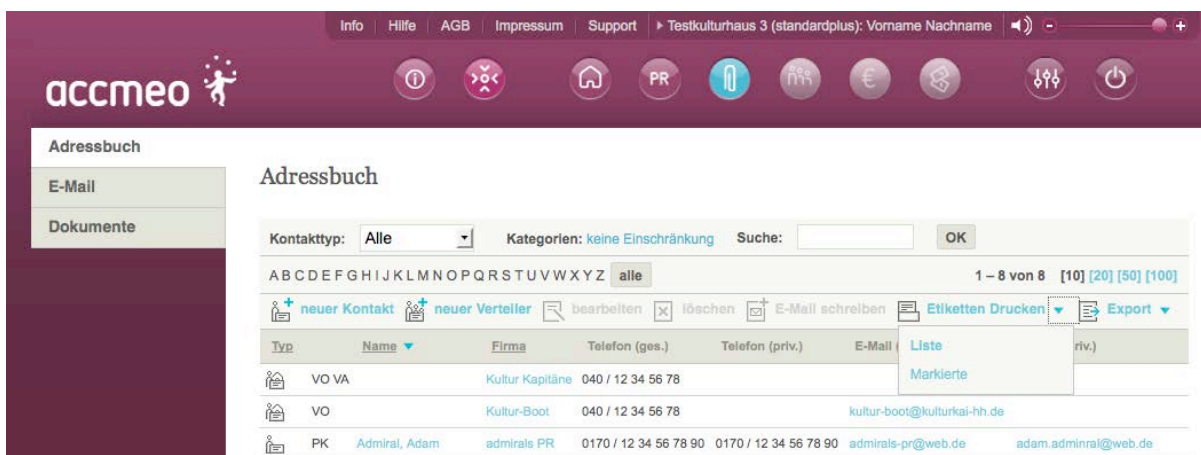 Info Hilfe AGB Impressum Support Testkulturhaus 3 (standardplus): Vorname Nachname
accmeo PR €
Adressbuch
E-Mail
Dokumente
Adressbuch
Kontakttyp: Alle Kategorien: keine Einschränkung Suche: OK
A B C D E F G H I J K L M N O P Q R S T U V W X Y Z alle 1 – 8 von 8 [10] [20] [50] [100]
neuer Kontakt neuer Verteiler bearbeiten löschen E-Mail schreiben Etiketten Drucken Export
Liste
Markierte
Typ Name Firma Telefon (ges.) Telefon (priv.) E-Mail ( riv.)
VO VA Kultur Kapitäne 040 / 12 34 56 78
VO Kultur-Boot 040 / 12 34 56 78 kultur-boot@kulturkai-hh.de
PK Admiral, Adam admirals PR 0170 / 12 34 56 78 90 0170 / 12 34 56 78 90 admirals-pr@web.de adam.adminral@web.de